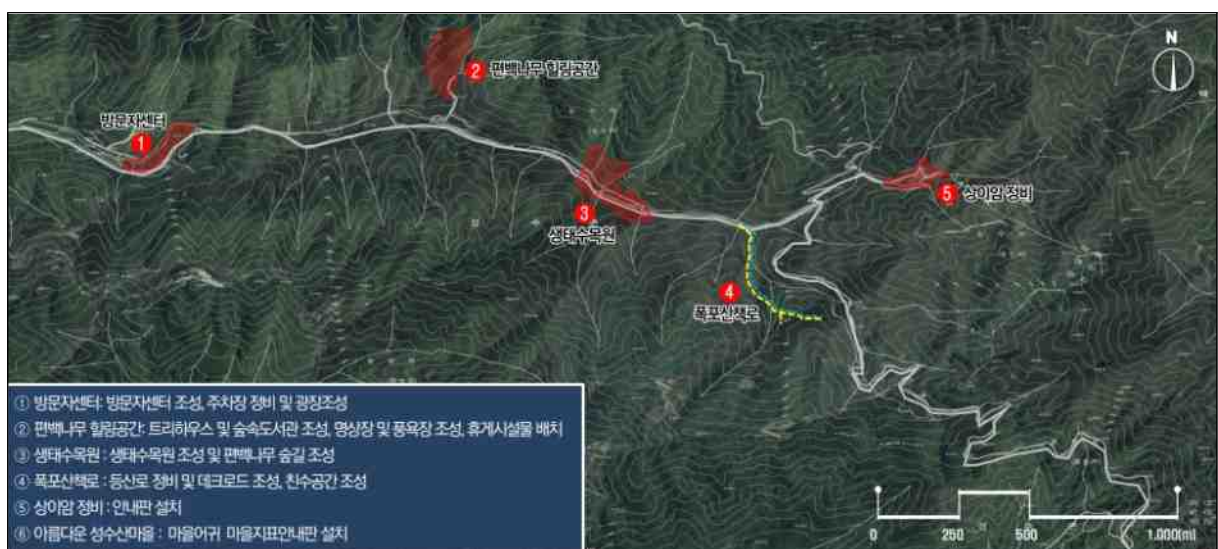 N
② 편백나무 힐링공간
방문자센터
①
⑤ 상이암 정비
③
생태수목원
④
폭포산책로
① 방문자센터: 방문자센터 조성, 주차장 정비 및 광장조성
② 편백나무 힐링공간: 트리하우스 및 숲속도서관 조성, 명상장 및 풍욕장 조성, 휴게시설물 배치
③ 생태수목원 : 생태수목원 조성 및 편백나무 숲길 조성
④ 폭포산책로 : 등산로 정비 및 데크로드 조성, 친수공간 조성
⑤ 상이암 정비 : 안내판 설치
⑥ 아름다운 성수산마을 : 마을어귀 마을지표안내판 설치
0 250 500 1.000(m)